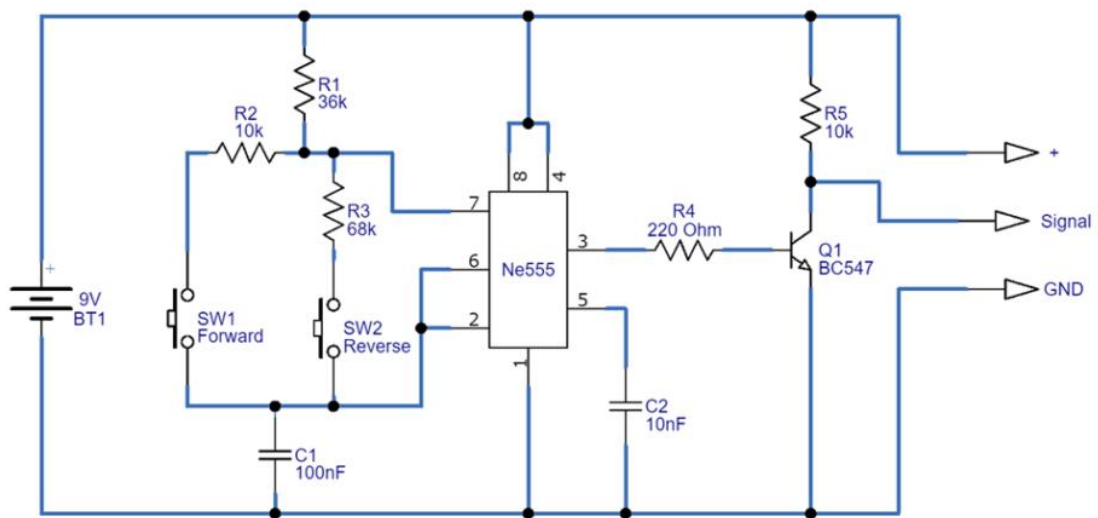 R1
36k
R2
10k
R3
68k
R5
10k
+
Signal
GND
8
4
7
6
2
3
5
1
Ne555
R4
220 Ohm
Q1
BC547
+
9V
BT1
SW1
Forward
SW2
Reverse
C2
10nF
C1
100nF